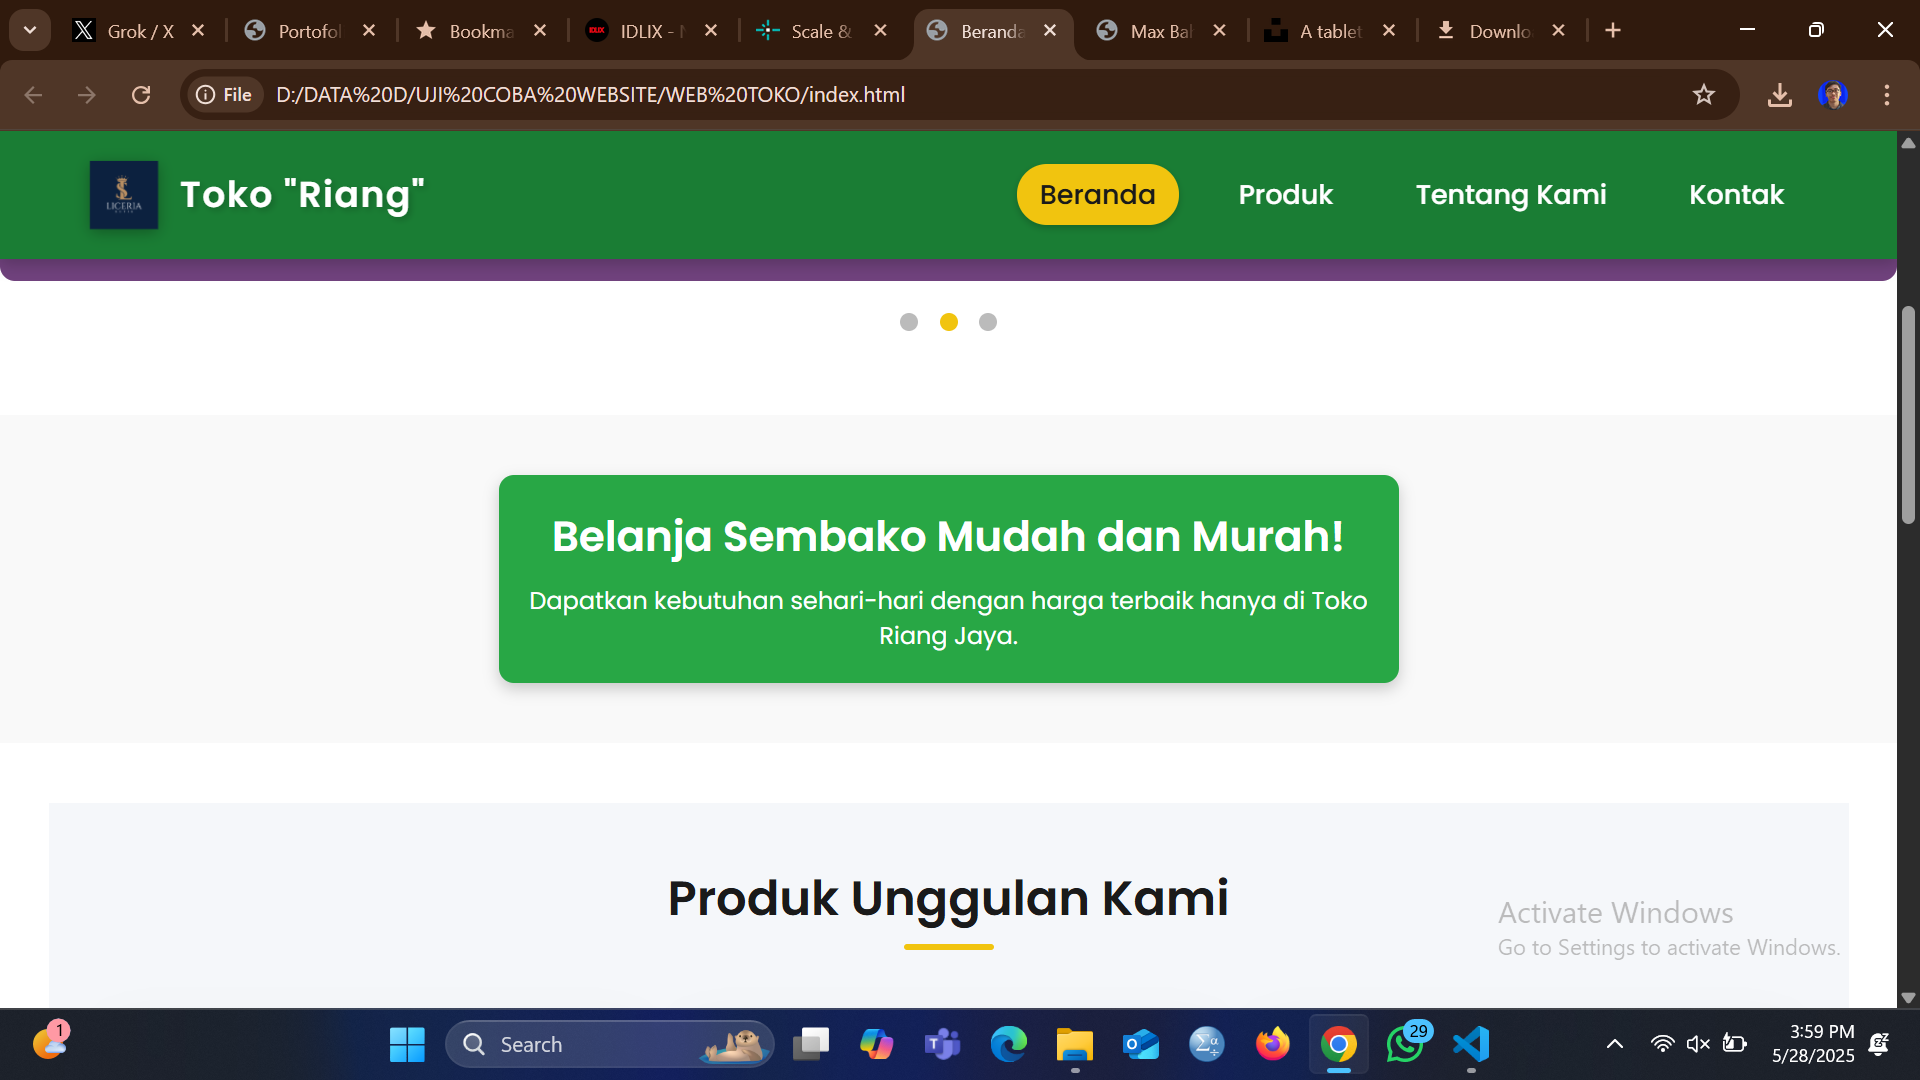 Grok / X
Portofol
Bookma
IDLIX - N
Scale &
Beranda
Max Bah
A tablet
Downlo
File
D:/DATA%20D/UJI%20COBA%20WEBSITE/WEB%20TOKO/index.html
LICERIA
Toko "Riang"
Beranda
Produk
Tentang Kami
Kontak
Belanja Sembako Mudah dan Murah!
Dapatkan kebutuhan sehari-hari dengan harga terbaik hanya di Toko
Riang Jaya.
Produk Unggulan Kami
Activate Windows
Go to Settings to activate Windows.
1
Search
29
3:59 PM
5/28/2025